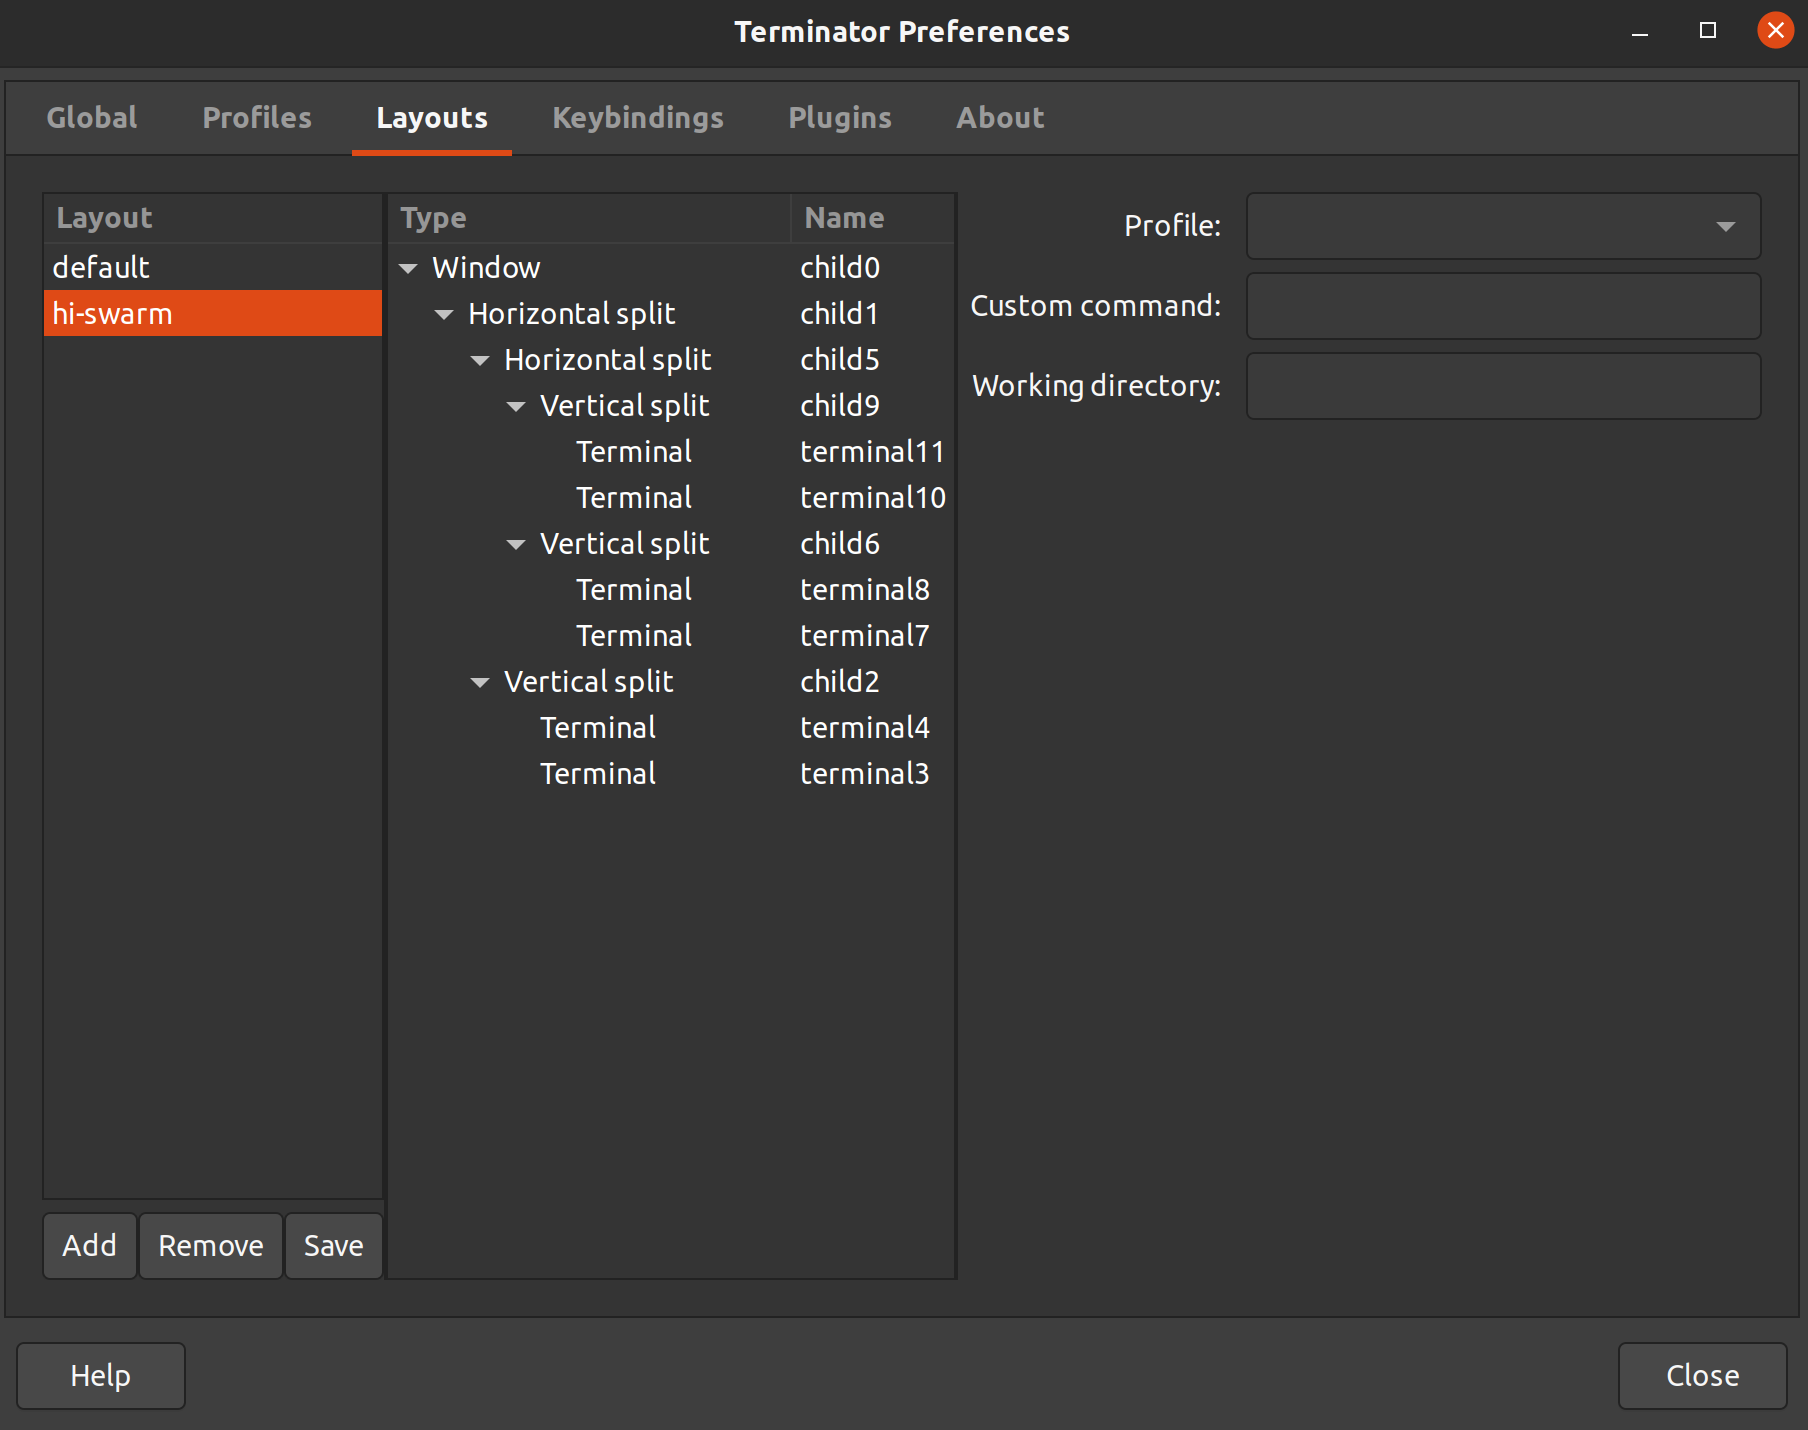 Terminator Preferences
Global Profiles Layouts Keybindings Plugins About
Layout
default
hi-swarm
Type Name
Window child0
Horizontal split child1
Horizontal split child5
Vertical split child9
Terminal terminal11
Terminal terminal10
Vertical split child6
Terminal terminal8
Terminal terminal7
Vertical split child2
Terminal terminal4
Terminal terminal3
Profile:
Custom command:
Working directory:
Add Remove Save
Help Close